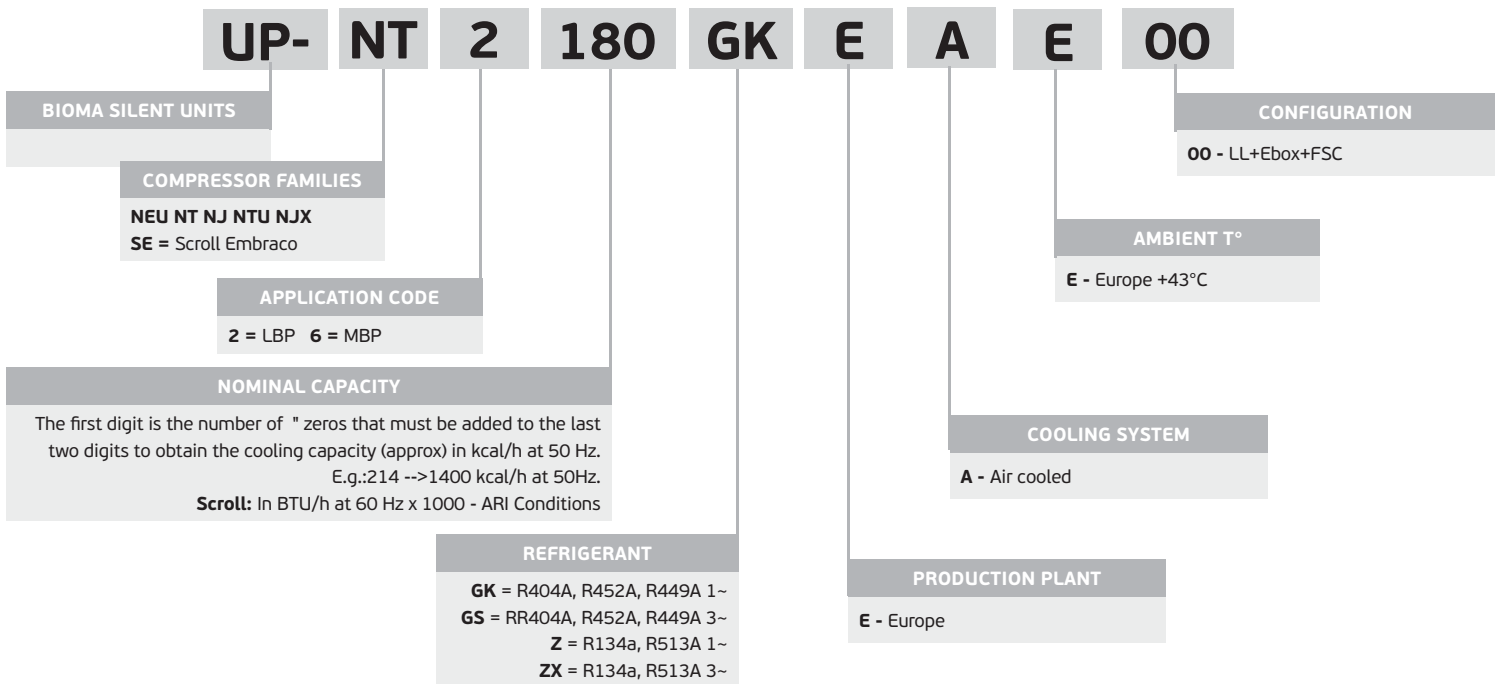 UP- NT 2 180 GK E A E 00
BIOMA SILENT UNITS
COMPRESSOR FAMILIES
NEU NT NJ NTU NJX
SE = Scroll Embraco
APPLICATION CODE
2 = LBP 6 = MBP
NOMINAL CAPACITY
The first digit is the number of " zeros that must be added to the last
two digits to obtain the cooling capacity (approx) in kcal/h at 50 Hz.
E.g.:214 -->1400 kcal/h at 50Hz.
Scroll: In BTU/h at 60 Hz x 1000 - ARI Conditions
REFRIGERANT
GK = R404A, R452A, R449A 1~
GS = RR404A, R452A, R449A 3~
Z = R134a, R513A 1~
ZX = R134a, R513A 3~
CONFIGURATION
00 - LL+Ebox+FSC
AMBIENT T°
E - Europe +43°C
COOLING SYSTEM
A - Air cooled
PRODUCTION PLANT
E - Europe